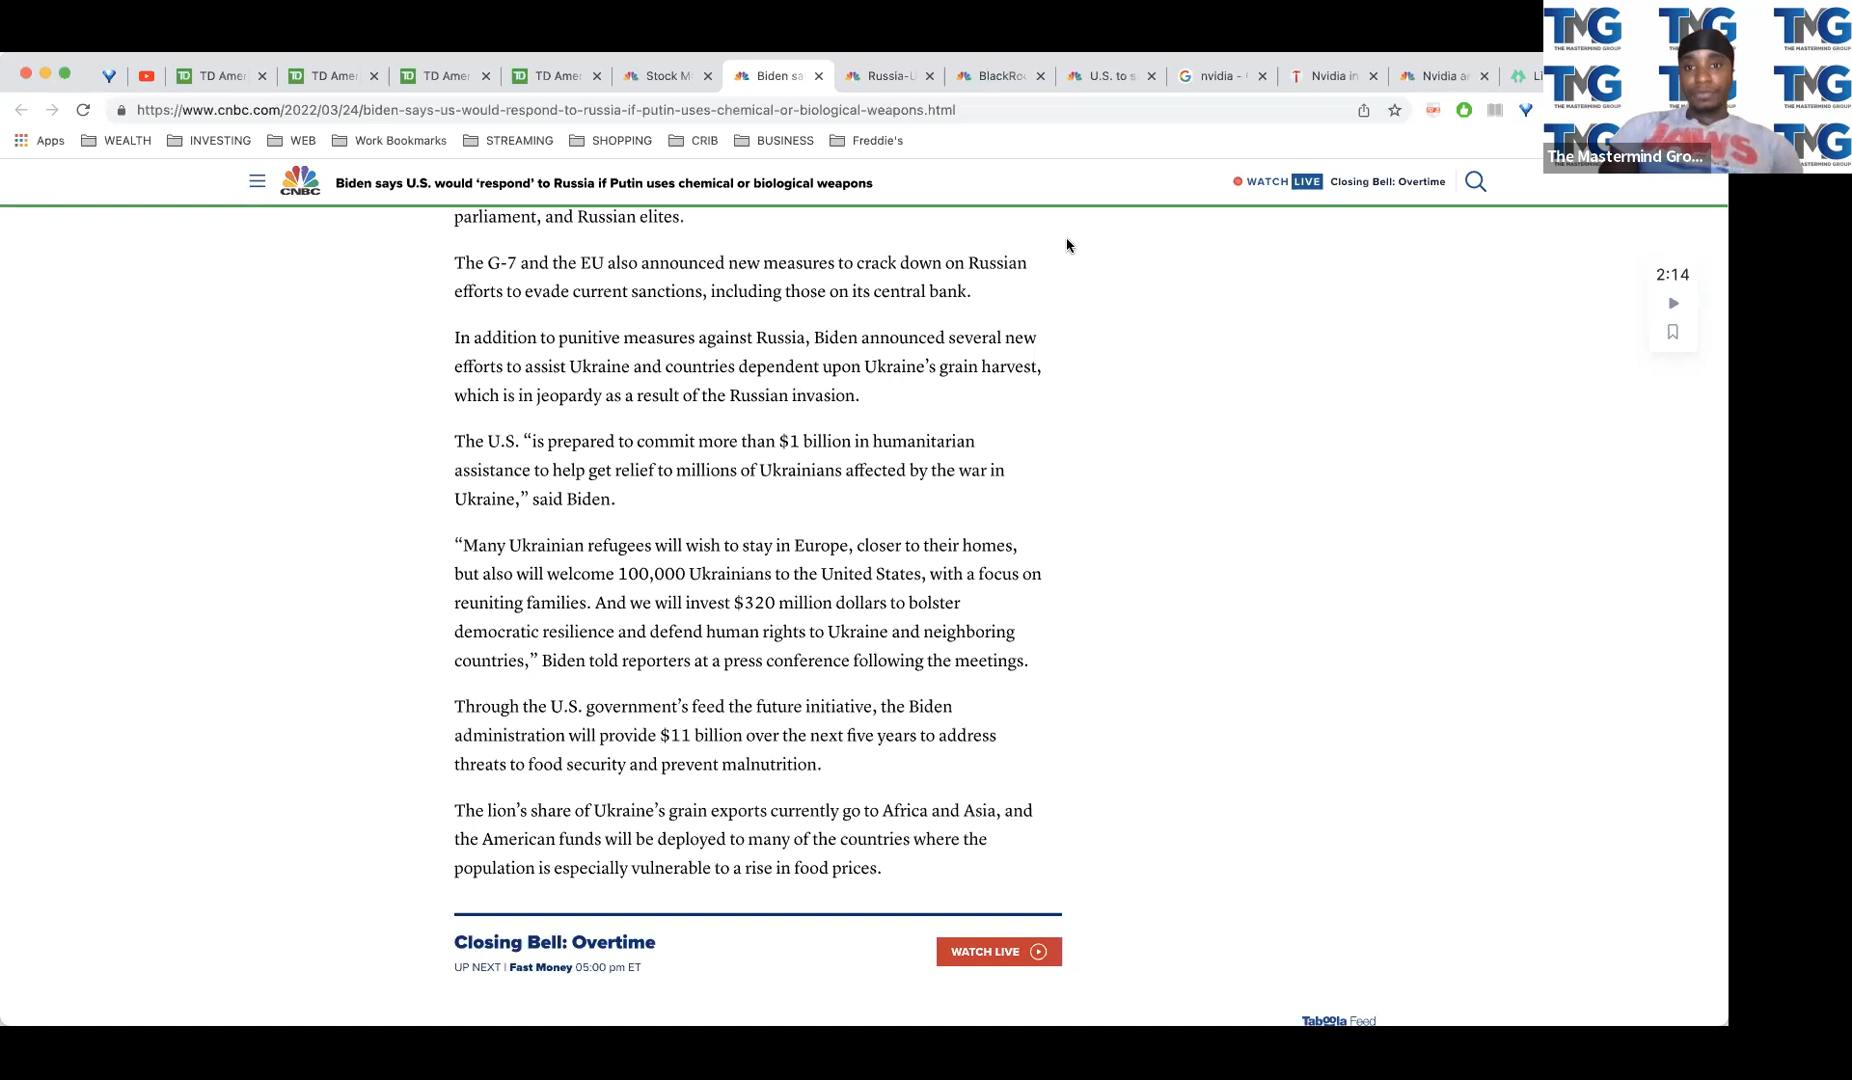 TMG TMG TMG
THE MASTERMIND GROUP
TD Amer TD Amer TD Amer TD Amer Stock M Biden sa Russia-U BlackRo U.S. to s nvidia - Nvidia in Nvidia a Li
https://www.cnbc.com/2022/03/24/biden-says-us-would-respond-to-russia-if-putin-uses-chemical-or-biological-weapons.html
Apps WEALTH INVESTING WEB Work Bookmarks STREAMING SHOPPING CRIB BUSINESS Freddie's
JAWS
The Mastermind Gro...
CNBC Biden says U.S. would ‘respond’ to Russia if Putin uses chemical or biological weapons WATCH LIVE Closing Bell: Overtime
parliament, and Russian elites.
The G-7 and the EU also announced new measures to crack down on Russian
efforts to evade current sanctions, including those on its central bank.
2:14
In addition to punitive measures against Russia, Biden announced several new
efforts to assist Ukraine and countries dependent upon Ukraine’s grain harvest,
which is in jeopardy as a result of the Russian invasion.
The U.S. “is prepared to commit more than $1 billion in humanitarian
assistance to help get relief to millions of Ukrainians affected by the war in
Ukraine,” said Biden.
“Many Ukrainian refugees will wish to stay in Europe, closer to their homes,
but also will welcome 100,000 Ukrainians to the United States, with a focus on
reuniting families. And we will invest $320 million dollars to bolster
democratic resilience and defend human rights to Ukraine and neighboring
countries,” Biden told reporters at a press conference following the meetings.
Through the U.S. government’s feed the future initiative, the Biden
administration will provide $11 billion over the next five years to address
threats to food security and prevent malnutrition.
The lion’s share of Ukraine’s grain exports currently go to Africa and Asia, and
the American funds will be deployed to many of the countries where the
population is especially vulnerable to a rise in food prices.
Closing Bell: Overtime
UP NEXT | Fast Money 05:00 pm ET
WATCH LIVE
Taboola Feed